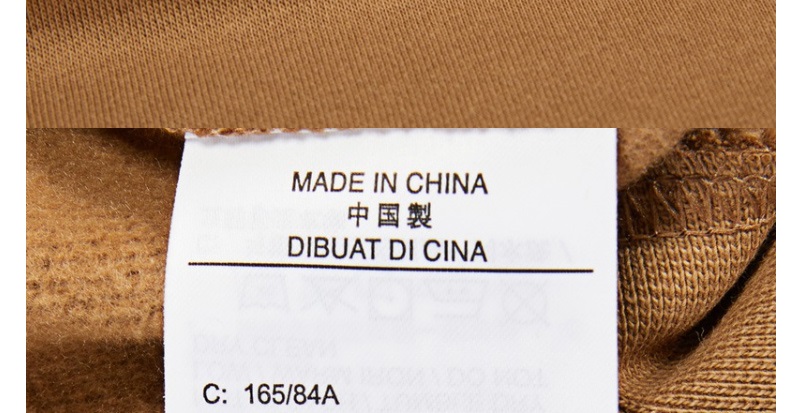 MADE IN CHINA
中国製
DIBUAT DI CINA
C: 165/84A